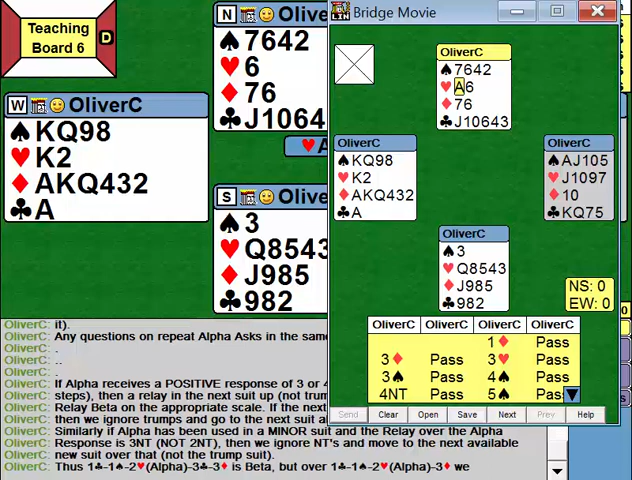 Teaching
Board 6
D
N OliverC
♠7642
♥6
♦76
♣J1064
W OliverC
♠KQ98
♥K2
♦AKQ432
♣A
♥A
S Olive
♠3
♥Q8543
♦J985
♣982
Bridge Movie
OliverC
♠7642
♥A6
♦76
♣J10643
OliverC
♠KQ98
♥K2
♦AKQ432
♣A
OliverC
♠AJ105
♥J1097
♦10
♣KQ75
OliverC
♠3
♥Q8543
♦J985
♣982
NS: 0
EW: 0
OliverC OliverC OliverC OliverC
1♦ Pass
3♦ Pass 3♥ Pass
3♠ Pass 4♠ Pass
4NT Pass 5♠ Pass
Send Clear Open Save Next Prev Help
OliverC: it).
OliverC: Any questions on repeat Alpha Asks in the same
OliverC: .
OliverC: ..
OliverC: .
OliverC: If Alpha receives a POSITIVE response of 3 or 4
OliverC: steps), then a relay in the next suit up (not trum
OliverC: Relay Beta on the appropriate scale. If the next
OliverC: then we ignore trumps and go to the next suit a
OliverC: Similarly if Alpha has been used in a MINOR suit and the Relay over the Alpha
OliverC: Response is 3NT (NOT 2NT), then we ignore NT's and move to the next available
OliverC: new suit over that (not the trump suit).
OliverC: Thus 1♣-1♠-2♥(Alpha)-3♣-3♦ is Beta, but over 1♣-1♠-2♥(Alpha)-3♦ we